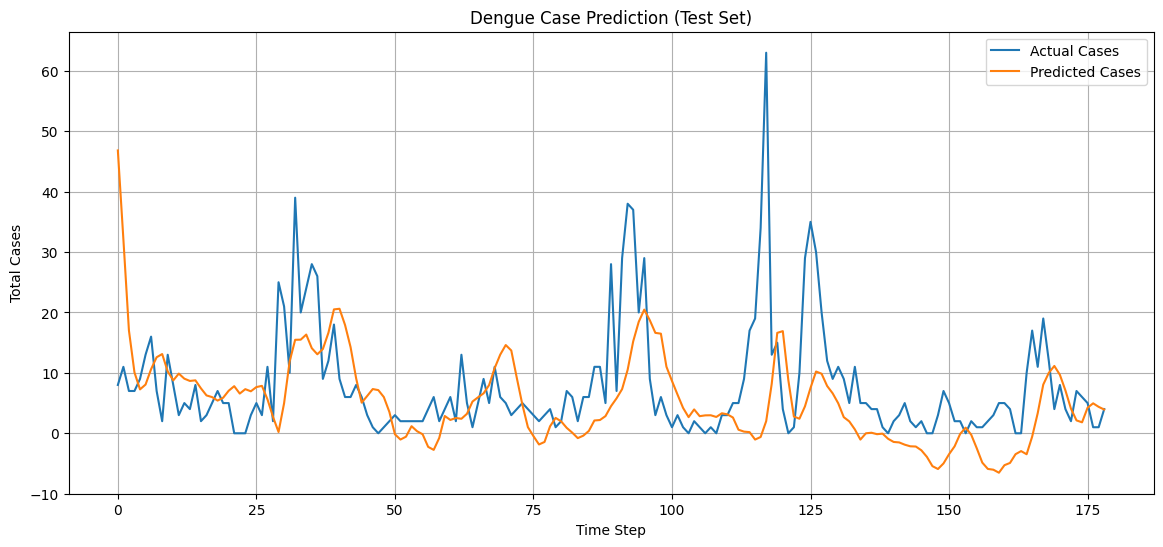 Dengue Case Prediction (Test Set)
Actual Cases
Predicted Cases
Total Cases
60
50
40
30
20
10
0
−10
0 25 50 75 100 125 150 175
Time Step